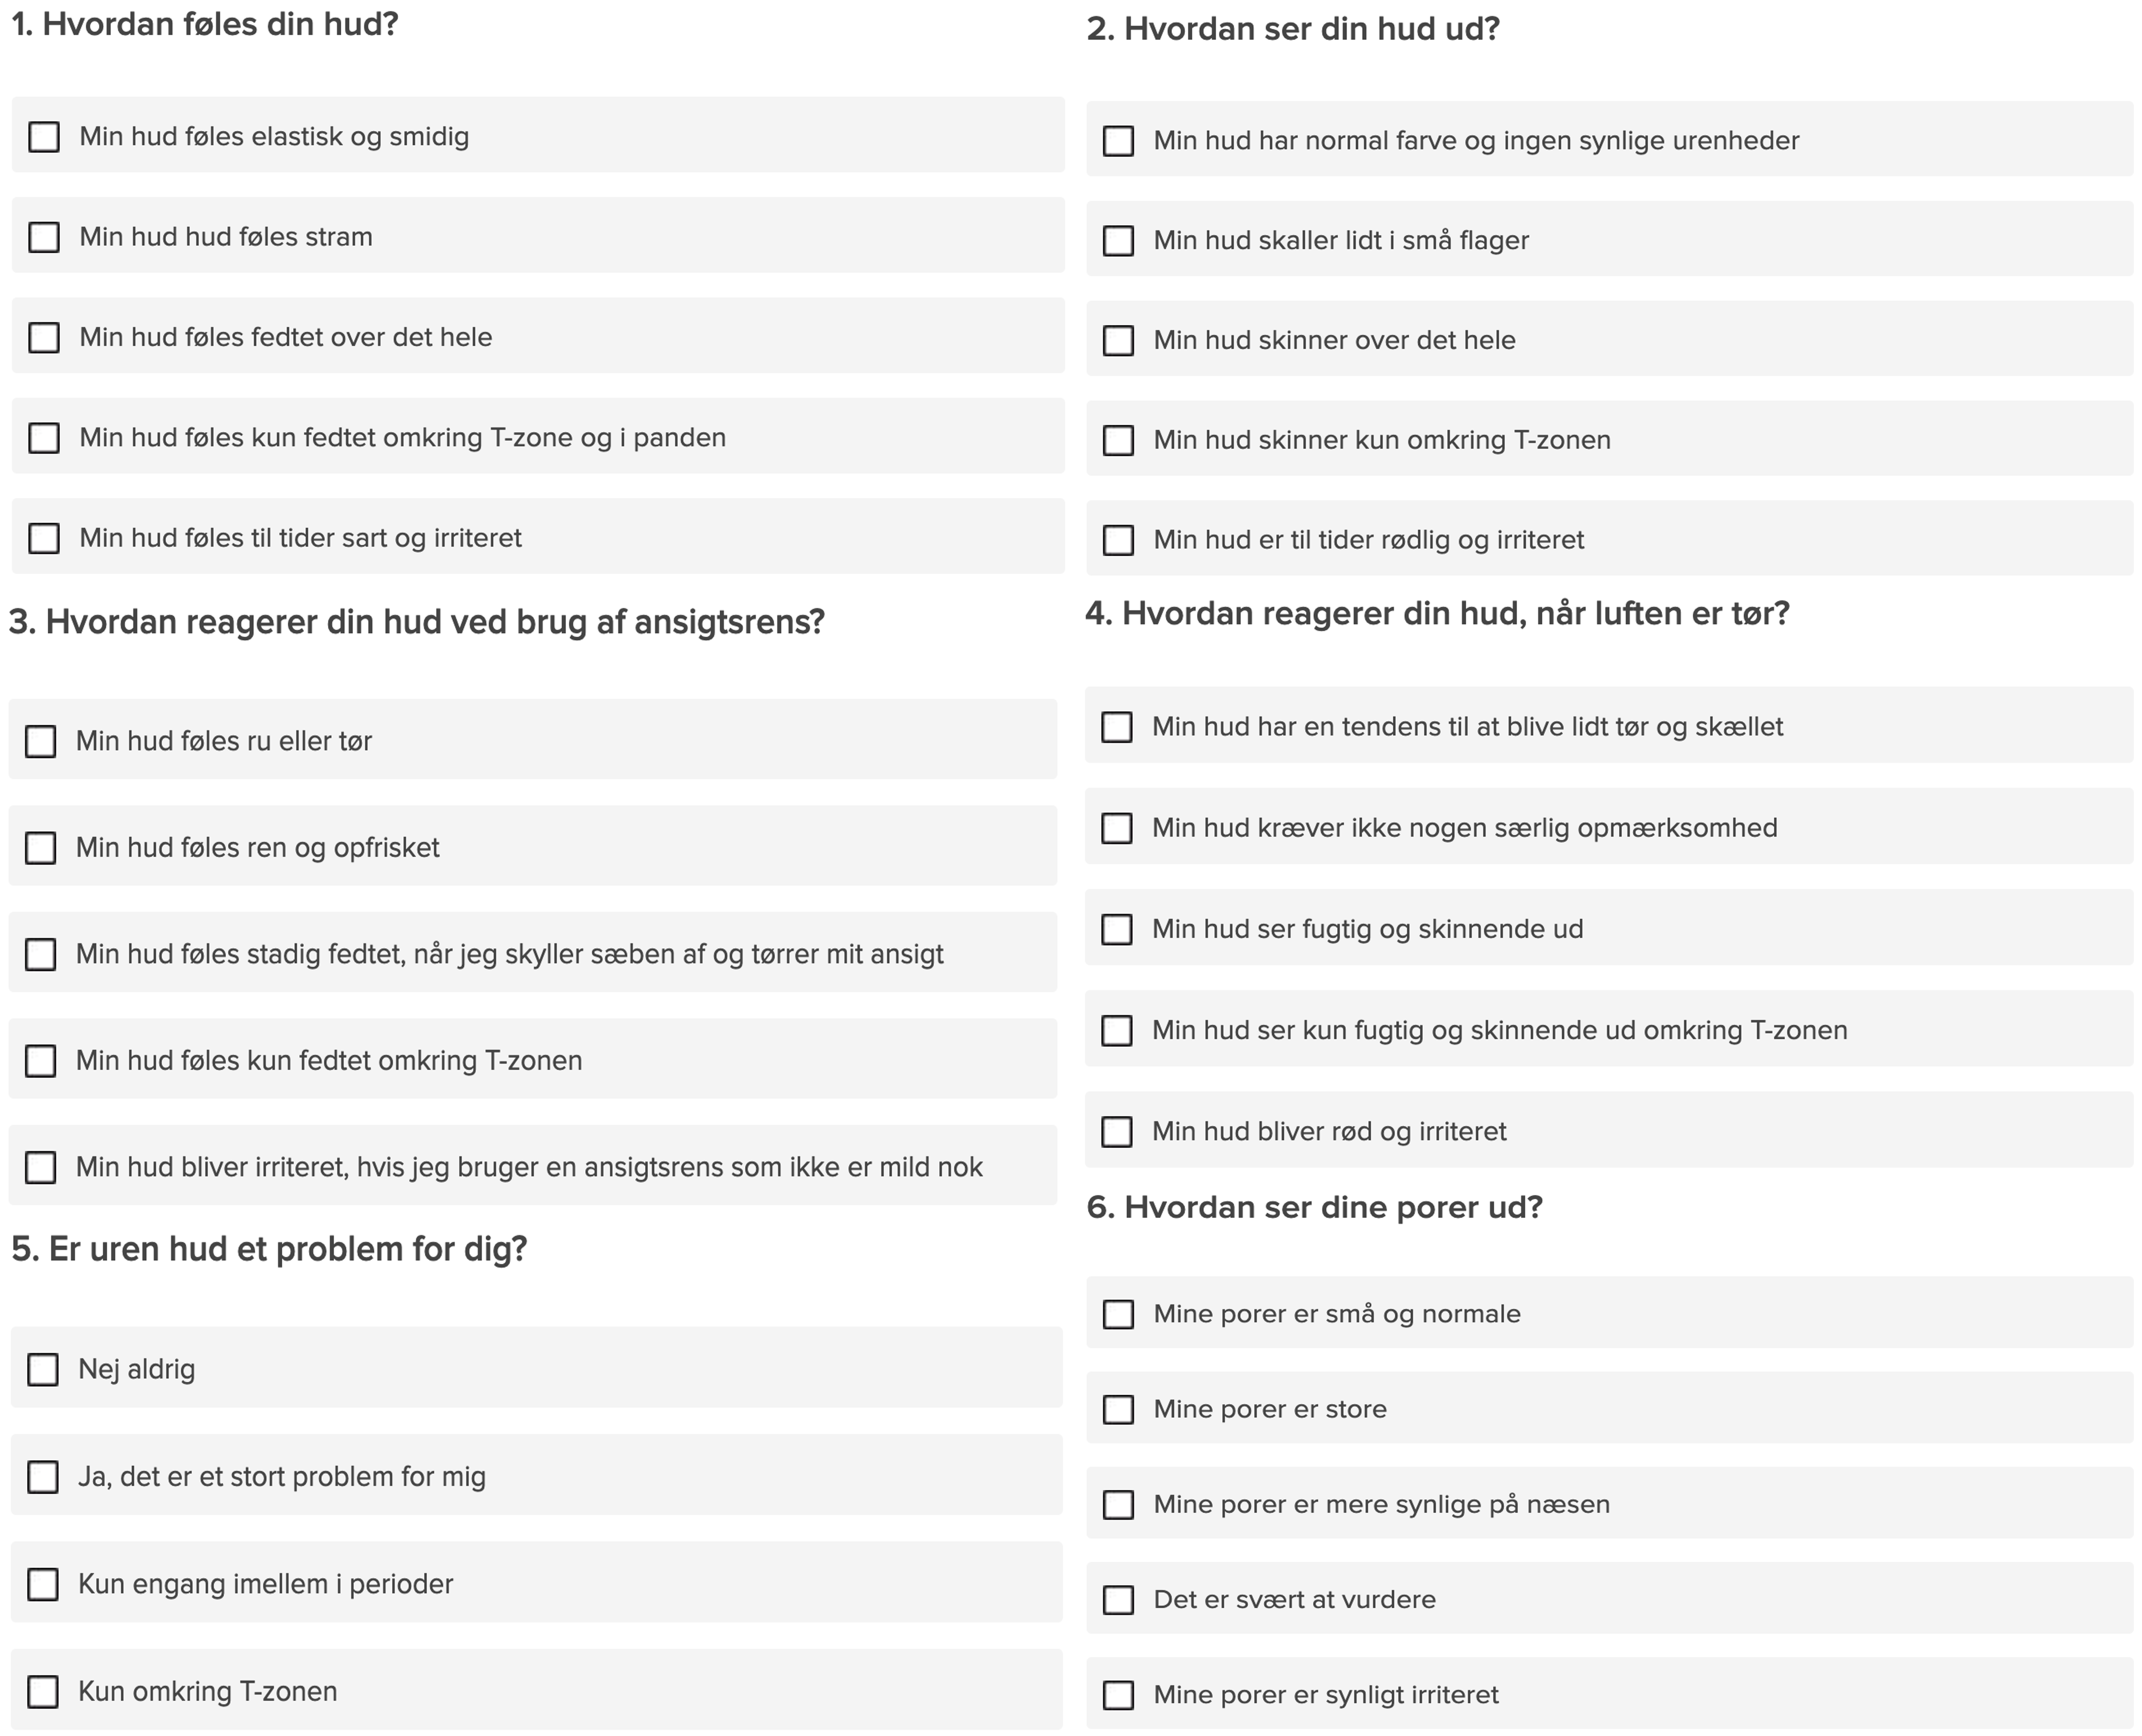 1. Hvordan føles din hud?
Min hud føles elastisk og smidig
Min hud hud føles stram
Min hud føles fedtet over det hele
Min hud føles kun fedtet omkring T-zone og i panden
Min hud føles til tider sart og irriteret
2. Hvordan ser din hud ud?
Min hud har normal farve og ingen synlige urenheder
Min hud skaller lidt i små flager
Min hud skinner over det hele
Min hud skinner kun omkring T-zonen
Min hud er til tider rødlig og irriteret
3. Hvordan reagerer din hud ved brug af ansigtsrens?
Min hud føles ru eller tør
Min hud føles ren og opfrisket
Min hud føles stadig fedtet, når jeg skyller sæben af og tørrer mit ansigt
Min hud føles kun fedtet omkring T-zonen
Min hud bliver irriteret, hvis jeg bruger en ansigtsrens som ikke er mild nok
4. Hvordan reagerer din hud, når luften er tør?
Min hud har en tendens til at blive lidt tør og skællet
Min hud kræver ikke nogen særlig opmærksomhed
Min hud ser fugtig og skinnende ud
Min hud ser kun fugtig og skinnende ud omkring T-zonen
Min hud bliver rød og irriteret
5. Er uren hud et problem for dig?
Nej aldrig
Ja, det er et stort problem for mig
Kun engang imellem i perioder
Kun omkring T-zonen
6. Hvordan ser dine porer ud?
Mine porer er små og normale
Mine porer er store
Mine porer er mere synlige på næsen
Det er svært at vurdere
Mine porer er synligt irriteret